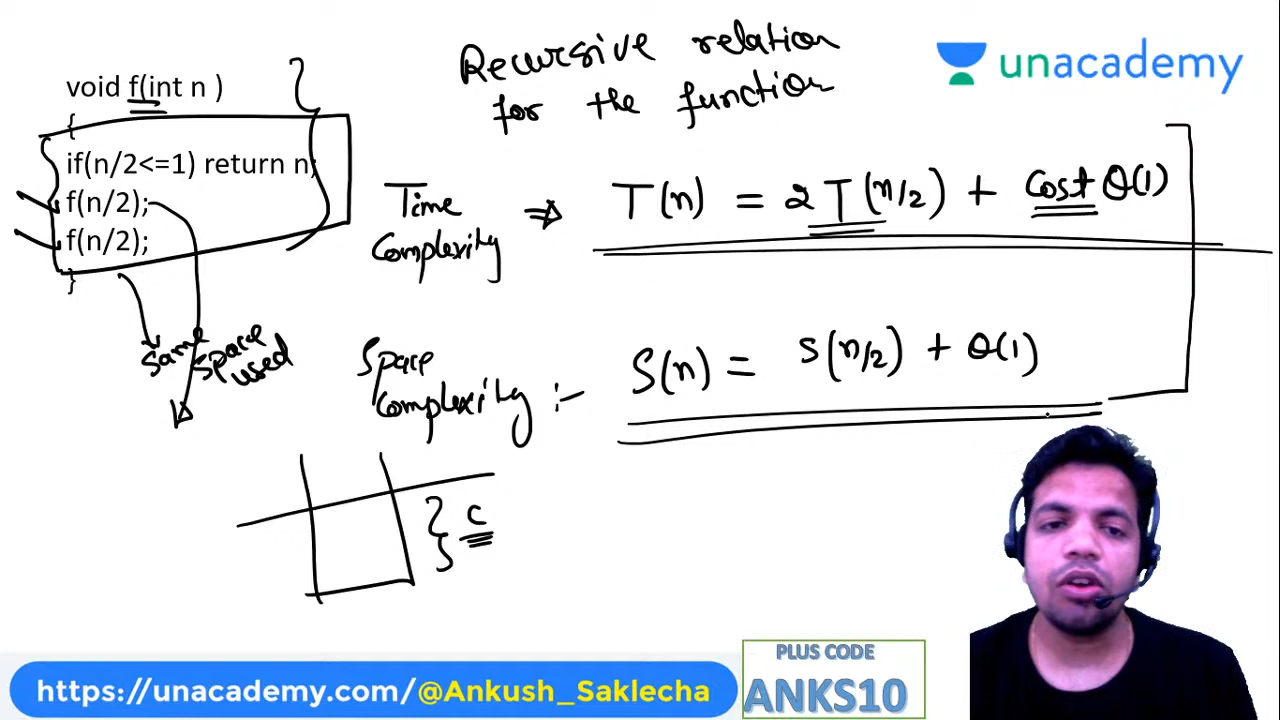 Recursive relation
for the function
unacademy
void f(int n )
{
if(n/2<=1) return n;
f(n/2);
f(n/2);
}
Time
Complexity ⇒ T(n) = 2 T(n/2) + cost θ(1)
Same space used
Space
Complexity :- S(n) = S(n/2) + θ(1)
c
https://unacademy.com/@Ankush_Saklecha
PLUS CODE
ANKS10